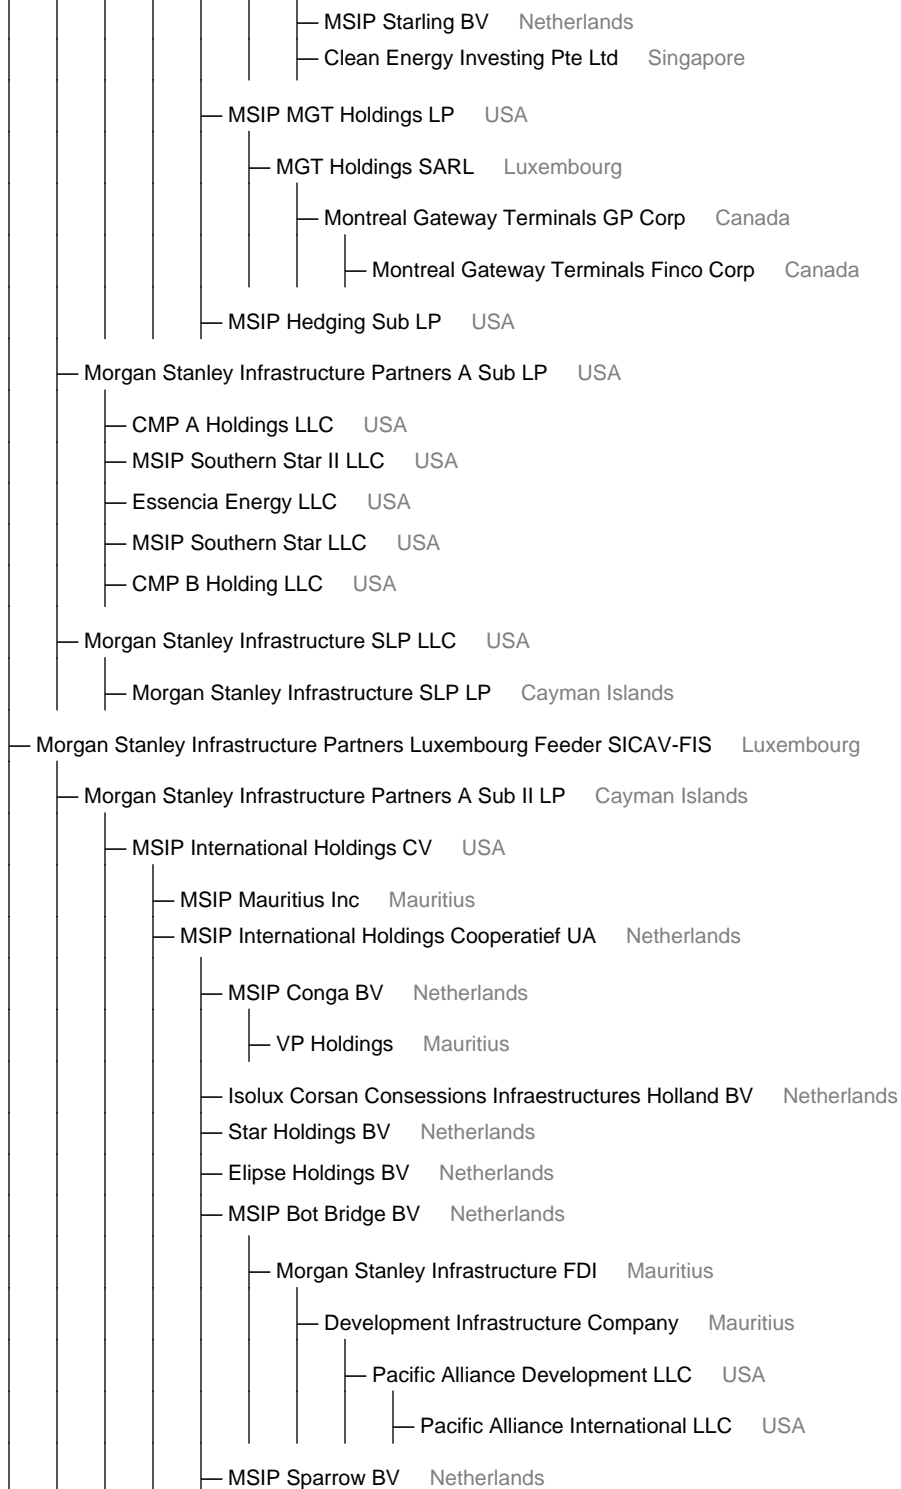 MSIP Starling BV Netherlands
Clean Energy Investing Pte Ltd Singapore
MSIP MGT Holdings LP USA
MGT Holdings SARL Luxembourg
Montreal Gateway Terminals GP Corp Canada
Montreal Gateway Terminals Finco Corp Canada
MSIP Hedging Sub LP USA
Morgan Stanley Infrastructure Partners A Sub LP USA
CMP A Holdings LLC USA
MSIP Southern Star II LLC USA
Essencia Energy LLC USA
MSIP Southern Star LLC USA
CMP B Holding LLC USA
Morgan Stanley Infrastructure SLP LLC USA
Morgan Stanley Infrastructure SLP LP Cayman Islands
Morgan Stanley Infrastructure Partners Luxembourg Feeder SICAV-FIS Luxembourg
Morgan Stanley Infrastructure Partners A Sub II LP Cayman Islands
MSIP International Holdings CV USA
MSIP Mauritius Inc Mauritius
MSIP International Holdings Cooperatief UA Netherlands
MSIP Conga BV Netherlands
VP Holdings Mauritius
Isolux Corsan Consessions Infraestructures Holland BV Netherlands
Star Holdings BV Netherlands
Elipse Holdings BV Netherlands
MSIP Bot Bridge BV Netherlands
Morgan Stanley Infrastructure FDI Mauritius
Development Infrastructure Company Mauritius
Pacific Alliance Development LLC USA
Pacific Alliance International LLC USA
MSIP Sparrow BV Netherlands